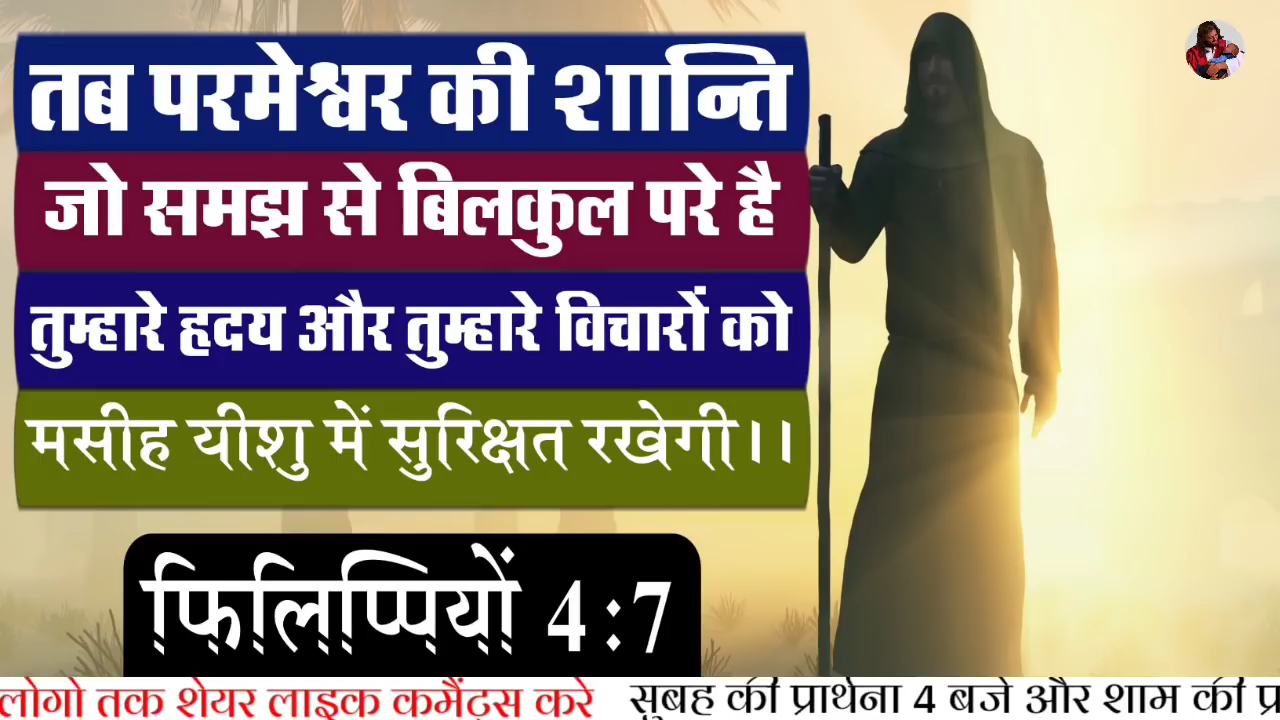 तब परमेश्वर की शान्ति
जो समझ से बिलकुल परे है
तुम्हारे हृदय और तुम्हारे विचारों को
मसीह यीशु में सुरिक्षत रखेगी।।
फिलिप्पियों 4:7
लोगो तक शेयर लाइक कमैंट्स करे सुबह की प्रार्थना 4 बजे और शाम की